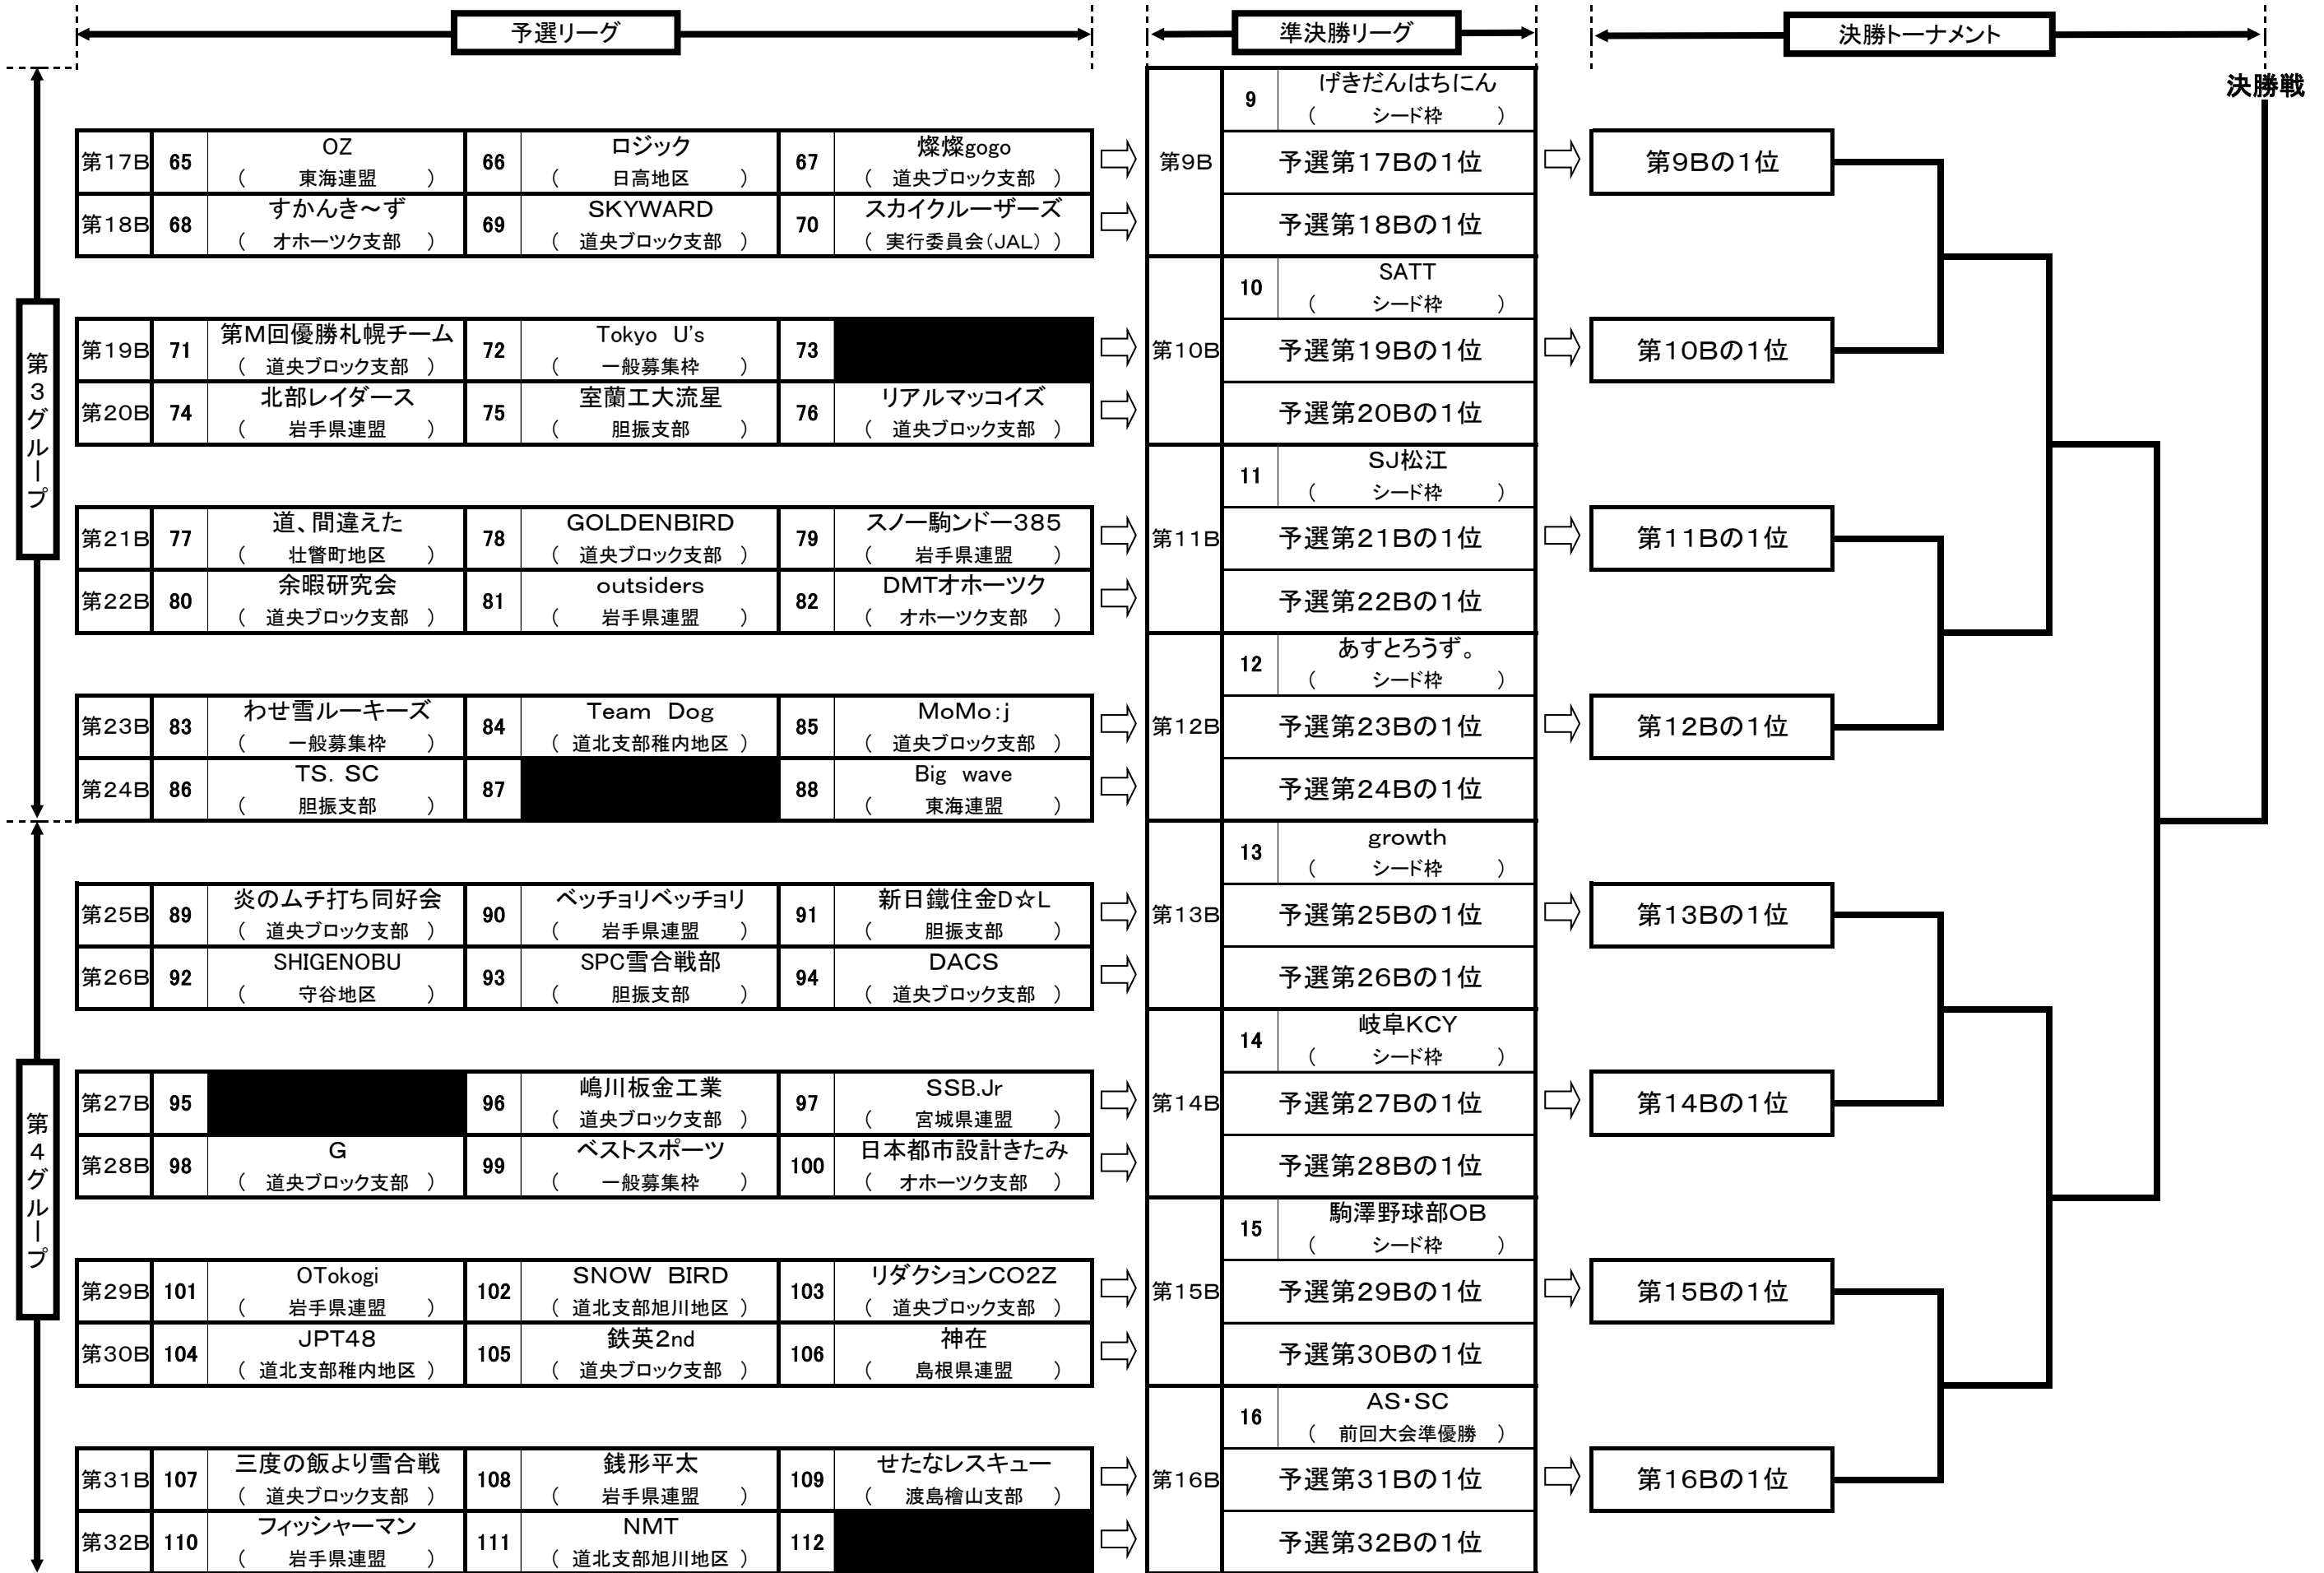 予選リーグ
準決勝リーグ
決勝トーナメント
決勝戦
第3グループ
第17B 65 OZ 66 ロジック 67 燦燦gogo
（ 東海連盟 ） （ 日高地区 ） （ 道央ブロック支部 ）
第18B 68 すかんき～ず 69 SKYWARD 70 スカイクルーザーズ
（ オホーツク支部 ） （ 道央ブロック支部 ） （ 実行委員会（JAL） ）
第19B 71 第M回優勝札幌チーム 72 Tokyo U's 73
（ 道央ブロック支部 ） （ 一般募集枠 ）
第20B 74 北部レイダース 75 室蘭工大流星 76 リアルマッコイズ
（ 岩手県連盟 ） （ 胆振支部 ） （ 道央ブロック支部 ）
第21B 77 道、間違えた 78 GOLDENBIRD 79 スノー駒ンドー385
（ 壮瞥町地区 ） （ 道央ブロック支部 ） （ 岩手県連盟 ）
第22B 80 余暇研究会 81 outsiders 82 DMTオホーツク
（ 道央ブロック支部 ） （ 岩手県連盟 ） （ オホーツク支部 ）
第23B 83 わせ雪ルーキーズ 84 Team Dog 85 MoMo：j
（ 一般募集枠 ） （ 道北支部稚内地区 ） （ 道央ブロック支部 ）
第24B 86 TS．SC 87 88 Big wave
（ 胆振支部 ） （ 東海連盟 ）
第4グループ
第25B 89 炎のムチ打ち同好会 90 ベッチョリベッチョリ 91 新日鐵住金D☆L
（ 道央ブロック支部 ） （ 岩手県連盟 ） （ 胆振支部 ）
第26B 92 SHIGENOBU 93 SPC雪合戦部 94 DACS
（ 守谷地区 ） （ 胆振支部 ） （ 道央ブロック支部 ）
第27B 95 96 嶋川板金工業 97 SSB.Jr
（ 道央ブロック支部 ） （ 宮城県連盟 ）
第28B 98 G 99 ベストスポーツ 100 日本都市設計きたみ
（ 道央ブロック支部 ） （ 一般募集枠 ） （ オホーツク支部 ）
第29B 101 OTokogi 102 SNOW BIRD 103 リダクションCO2Z
（ 岩手県連盟 ） （ 道北支部旭川地区 ） （ 道央ブロック支部 ）
第30B 104 JPT48 105 鉄英2nd 106 神在
（ 道北支部稚内地区 ） （ 道央ブロック支部 ） （ 島根県連盟 ）
第31B 107 三度の飯より雪合戦 108 銭形平太 109 せたなレスキュー
（ 道央ブロック支部 ） （ 岩手県連盟 ） （ 渡島檜山支部 ）
第32B 110 フィッシャーマン 111 NMT 112
（ 岩手県連盟 ） （ 道北支部旭川地区 ）
第9B
9 げきだんはちにん
（ シード枠 ）
予選第17Bの1位
予選第18Bの1位
第10B
10 SATT
（ シード枠 ）
予選第19Bの1位
予選第20Bの1位
第11B
11 SJ松江
（ シード枠 ）
予選第21Bの1位
予選第22Bの1位
第12B
12 あすとろうず。
（ シード枠 ）
予選第23Bの1位
予選第24Bの1位
第13B
13 growth
（ シード枠 ）
予選第25Bの1位
予選第26Bの1位
第14B
14 岐阜KCY
（ シード枠 ）
予選第27Bの1位
予選第28Bの1位
第15B
15 駒澤野球部OB
（ シード枠 ）
予選第29Bの1位
予選第30Bの1位
第16B
16 AS・SC
（ 前回大会準優勝 ）
予選第31Bの1位
予選第32Bの1位
第9Bの1位
第10Bの1位
第11Bの1位
第12Bの1位
第13Bの1位
第14Bの1位
第15Bの1位
第16Bの1位